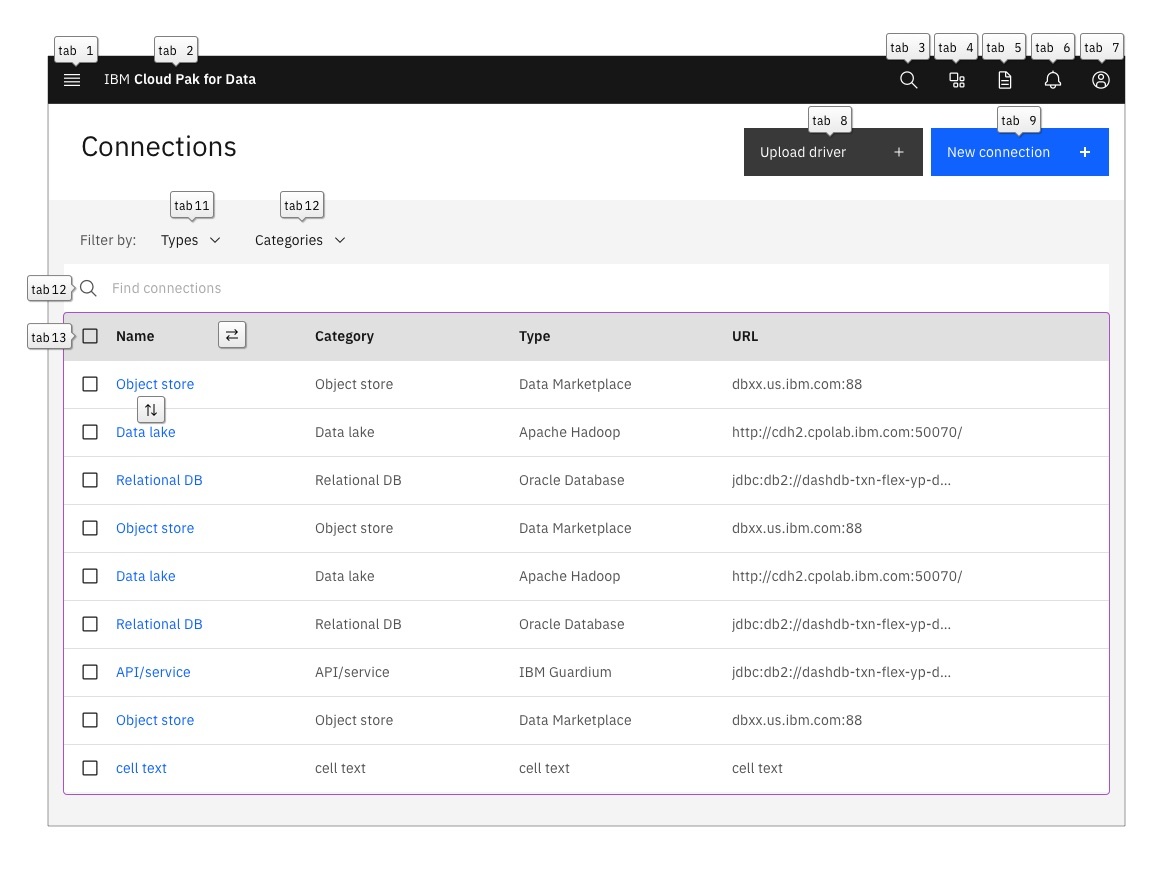 tab 1
tab 2
tab 3
tab 4
tab 5
tab 6
tab 7
IBM Cloud Pak for Data
tab 8
tab 9
Connections
Upload driver +
New connection +
tab 11
tab 12
Filter by: Types Categories
tab 12
Find connections
tab 13
Name Category Type URL
Object store Object store Data Marketplace dbxx.us.ibm.com:88
Data lake Data lake Apache Hadoop http://cdh2.cpolab.ibm.com:50070/
Relational DB Relational DB Oracle Database jdbc:db2://dashdb-txn-flex-yp-d...
Object store Object store Data Marketplace dbxx.us.ibm.com:88
Data lake Data lake Apache Hadoop http://cdh2.cpolab.ibm.com:50070/
Relational DB Relational DB Oracle Database jdbc:db2://dashdb-txn-flex-yp-d...
API/service API/service IBM Guardium jdbc:db2://dashdb-txn-flex-yp-d...
Object store Object store Data Marketplace dbxx.us.ibm.com:88
cell text cell text cell text cell text